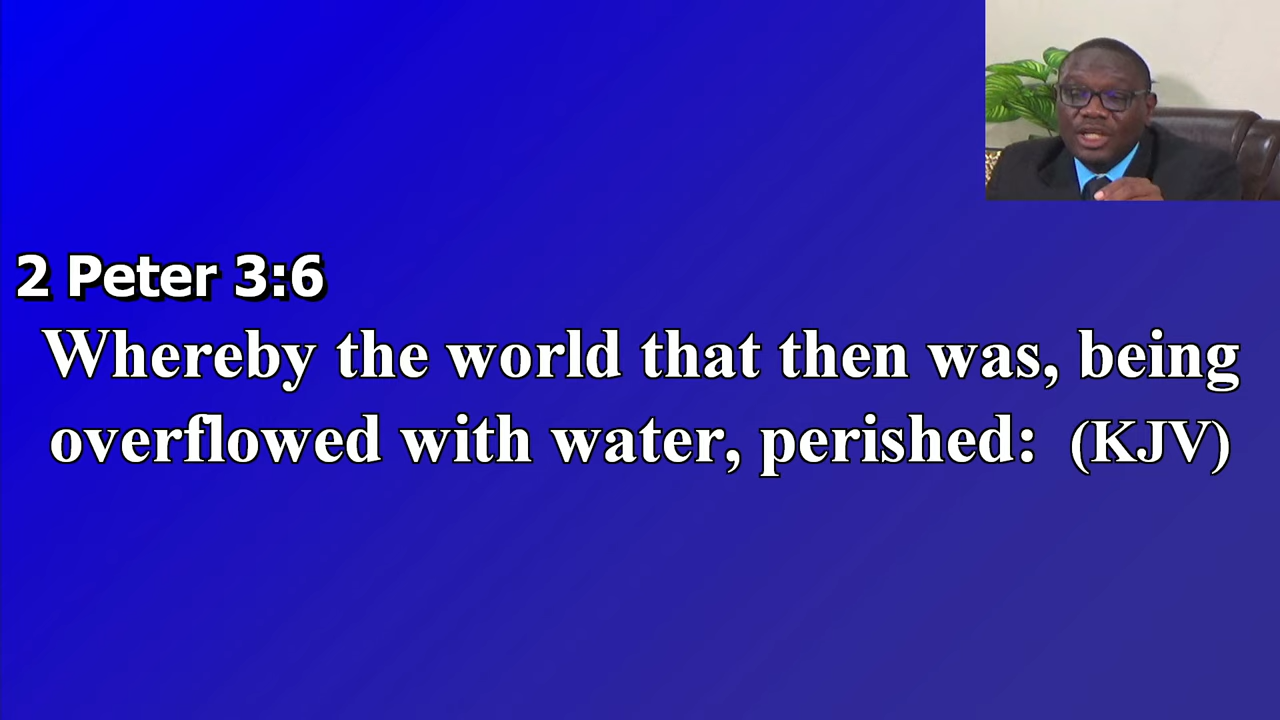 2 Peter 3:6
Whereby the world that then was, being
overflowed with water, perished: (KJV)